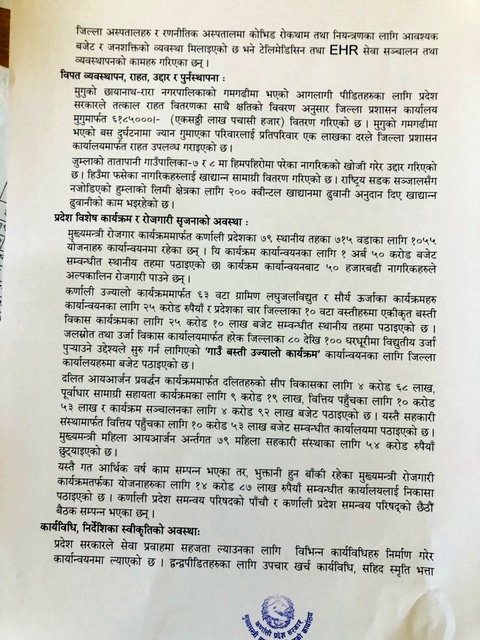 जिल्ला अस्पतालहरु र रणनीतिक अस्पतालमा कोभिड रोकथाम तथा नियन्त्रणका लागि आवश्यक
बजेट र जनशक्तिको व्यवस्था मिलाइएको छ भने टेलिमेडिसिन तथा EHR सेवा सञ्चालन तथा
व्यवस्थापनको कामहरु गरिएका छन् ।
विपत व्यवस्थापन, राहत, उद्दार र पुर्नस्थापना :
मुगुको छायानाथ-रारा नगरपालिकाको गमगढीमा भएको आगलागी पीडितहरुका लागि प्रदेश
सरकारले तत्काल राहत वितरणका साथै क्षतिको विवरण अनुसार जिल्ला प्रशासन कार्यालय
मुगुमार्फत ६१८५०००।- (एकसठ्ठी लाख पचासी हजार) वितरण गरिएको छ । मुगुको गमगढीमा
भएको बस दुर्घटनामा ज्यान गुमाएका परिवारलाई प्रतिपरिवार एक लाखका दरले जिल्ला प्रशासन
कार्यालयमार्फत राहत उपलब्ध गराइएको छ ।
जुम्लाको तातापानी गाउँपालिका-७ र ८ मा हिमपहिरोमा परेका नागरिकको खोजी गरेर उद्दार गरिएको
छ । हिउँमा फसेका नागरिकहरुलाई खाद्यान्न सामाग्री वितरण गरिएको छ । राष्ट्रिय सडक सञ्जालसँग
नजोडिएको हुम्लाको लिमी क्षेत्रका लागि २०० क्वीन्टल खाद्यानमा ढुवानी अनुदान दिए खाद्यान्न
ढुवानीको काम भइरहेको छ ।
प्रदेश विशेष कार्यक्रम र रोजगारी सृजनाको अवस्था :
मुख्यमन्त्री रोजगार कार्यक्रममार्फत कर्णाली प्रदेशका ७९ स्थानीय तहका ७१५ वडाका लागि १०५५
योजनाहरु कार्यान्वयनमा रहेका छन् । यि कार्यक्रम कार्यान्वयनका लागि १ अर्ब ५० करोड बजेट
सम्बन्धीत स्थानीय तहमा पठाइएको छ। कार्यक्रम कार्यान्वयनबाट ५० हजारबढी नागरिकहरुले
अल्पकालिन रोजगारी पाउने छन् ।
कर्णाली उज्यालो कार्यक्रममार्फत ६३ वटा ग्रामिण लघुजलविद्युत र सौर्य ऊर्जाका कार्यक्रमहरु
कार्यान्वयनका लागि २५ करोड रुपैयाँ र प्रदेशका चार जिल्लाका १० वटा वस्तीहरुमा एकीकृत बस्ती
विकास कार्यक्रमका लागि २५ करोड १० लाख बजेट सम्वन्धीत स्थानीय तहमा पठाइएको छ ।
जलस्रोत तथा उर्जा विकास कार्यालयमार्फत हरेक जिल्लाका ८० देखि १०० घरधूरीमा विद्युतीय उर्जा
पुर्‍याउने उद्देश्यले सुरु गर्न लागिएको 'गाउँ बस्ती उज्यालो कार्यक्रम' कार्यान्वयनका लागि जिल्ला
कार्यालयहरुमा बजेट पठाइएको छ ।
दलित आयआर्जन प्रवर्द्धन कार्यक्रममार्फत दलितहरुको सीप विकासका लागि ४ करोड ६८ लाख,
पूर्वाधार सामाग्री सहायता कार्यक्रमका लागि ९ करोड १९ लाख, वित्तिय पहुँचका लागि १० करोड
५३ लाख र कार्यक्रम सञ्चालनका लागि ४ करोड ९२ लाख बजेट पठाइएको छ । यस्तै सहकारी
संस्थामार्फत वित्तिय पहुँचका लागि १० करोड ५३ लाख बजेट सम्वन्धीत कार्यालयमा पठाइएको छ ।
मुख्यमन्त्री महिला आयआर्जन अर्न्तगत ७९ महिला सहकारी संस्थाका लागि ५४ करोड रुपैयाँ
छुट्याइएको छ ।
यस्तै गत आर्थिक वर्ष काम सम्पन भएका तर, भुक्तानी हुन बाँकी रहेका मुख्यमन्त्री रोजगारी
कार्यक्रमतर्फका योजनाहरुका लागि १४ करोड ८७ लाख रुपैयाँ सम्वन्धीत कार्यालयलाई निकासा
पठाइएको छ । कर्णाली प्रदेश समन्वय परिषदको पाँचौ र कर्णाली प्रदेश समन्वय परिषदको छैठौँ
बैठक सम्पन भएका छन् ।
कार्यविधि, निर्देशिका स्वीकृतिको अवस्थाः
प्रदेश सरकारले सेवा प्रवाहमा सहजता ल्याउनका लागि विभिन्न कार्यविधिहरु निर्माण गरेर
कार्यान्वयनमा ल्याएको छ । द्वन्द्वपीडितहरुका लागि उपचार खर्च कार्यविधि, सहिद स्मृति भत्ता
कर्णाली प्रदेश सरकार